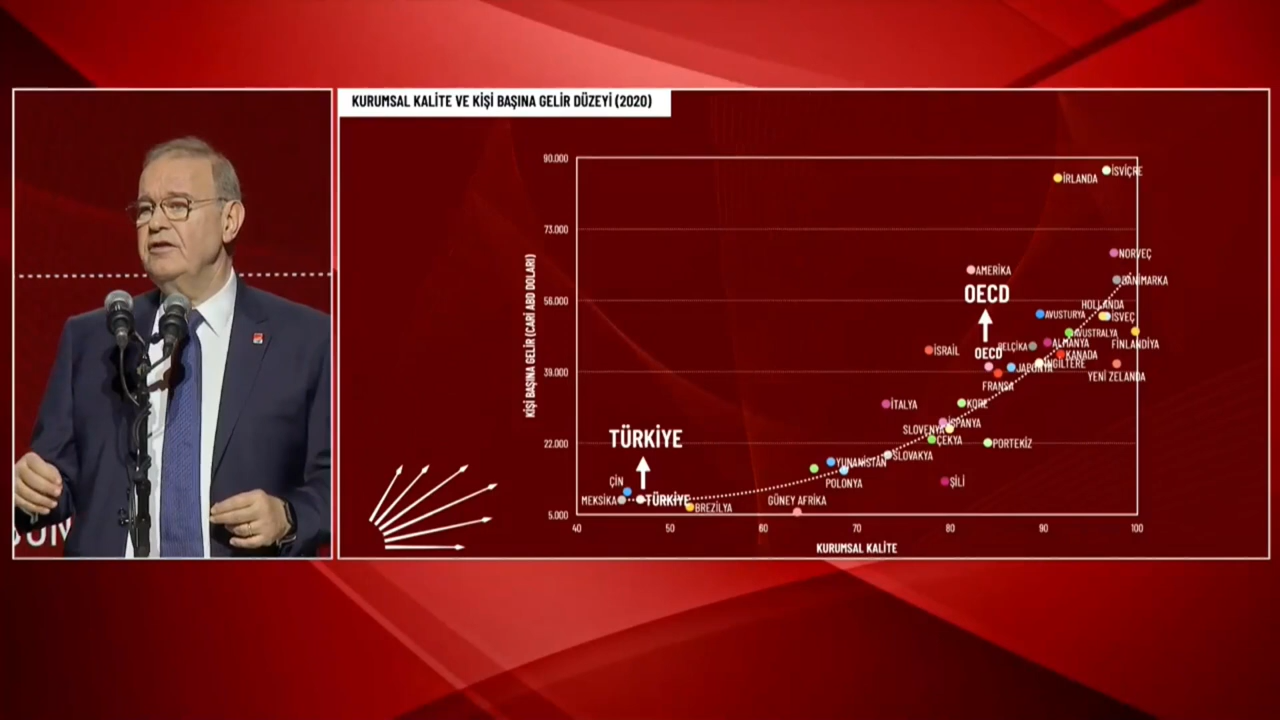 KURUMSAL KALİTE VE KİŞİ BAŞINA GELİR DÜZEYİ (2020)
90.000
İSVİÇRE
İRLANDA
73.000
NORVEÇ
AMERİKA
DANİMARKA
OECD
56.000
HOLLANDA
AVUSTURYA
İSVEÇ
AVUSTRALYA
FİNLANDİYA
BELÇİKA
ALMANYA
İSRAİL
OECD
KANADA
İNGİLTERE
39.000
JAPONYA
YENİ ZELANDA
FRANSA
KİŞİ BAŞINA GELİR (CARİ ABD DOLARI)
İTALYA
KORE
İSPANYA
SLOVENYA
TÜRKİYE
ÇEKYA
22.000
PORTEKİZ
SLOVAKYA
YUNANİSTAN
POLONYA
ÇİN
ŞİLİ
MEKSİKA
TÜRKİYE
GÜNEY AFRİKA
BREZİLYA
5.000
40 50 60 70 80 90 100
KURUMSAL KALİTE